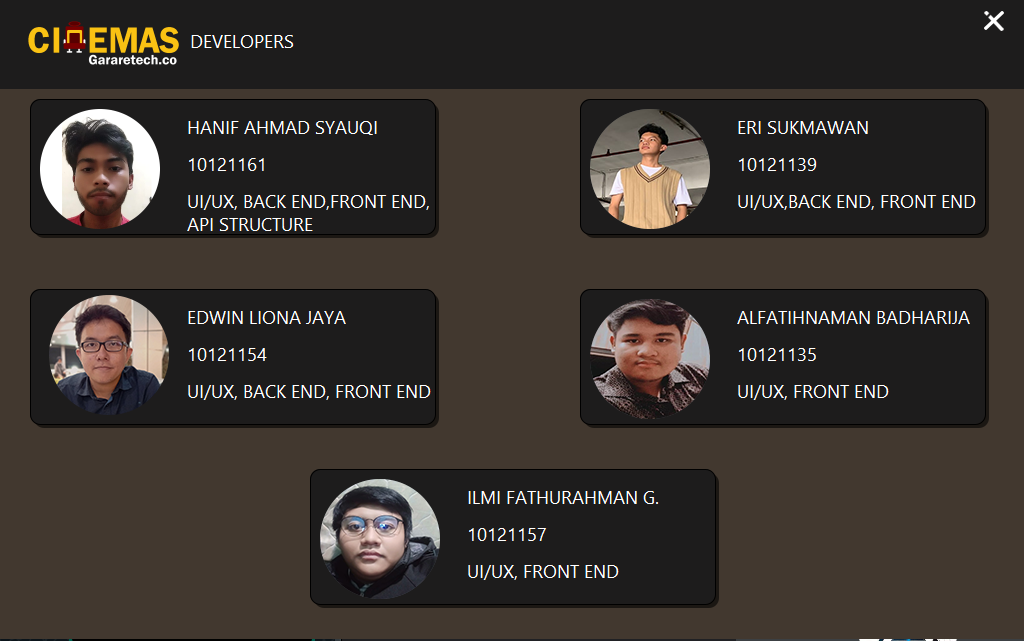 CINEMAS
Gararetech.co
DEVELOPERS
HANIF AHMAD SYAUQI
10121161
UI/UX, BACK END,FRONT END,
API STRUCTURE
ERI SUKMAWAN
10121139
UI/UX,BACK END, FRONT END
EDWIN LIONA JAYA
10121154
UI/UX, BACK END, FRONT END
ALFATIHNAMAN BADHARIJA
10121135
UI/UX, FRONT END
ILMI FATHURAHMAN G.
10121157
UI/UX, FRONT END